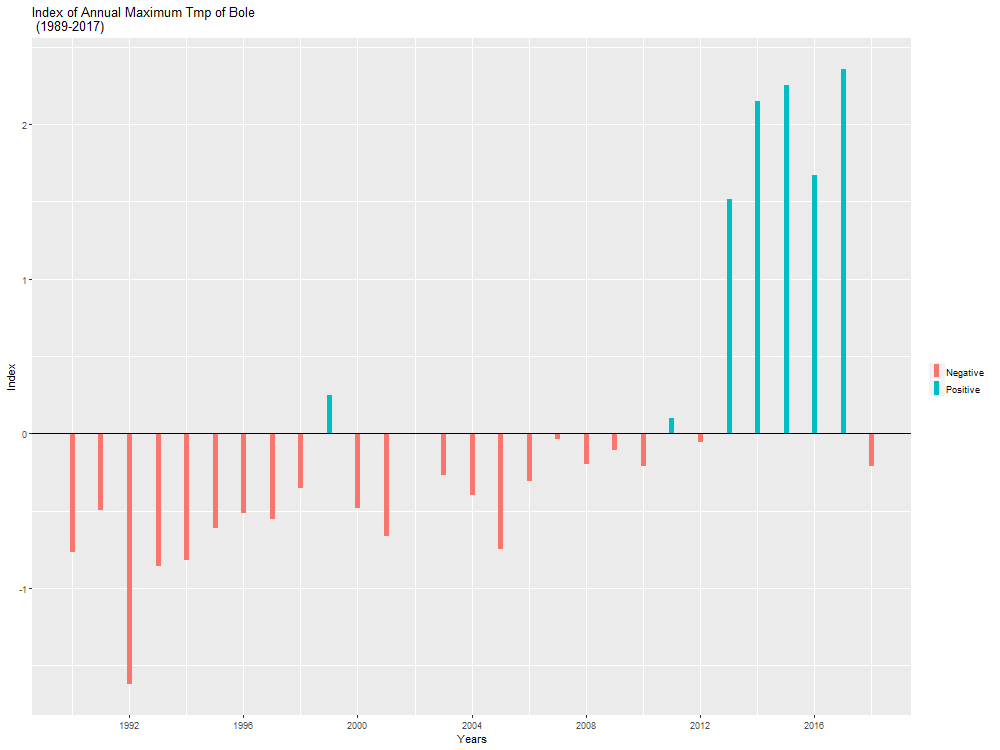 Index of Annual Maximum Tmp of Bole
(1989-2017)
2
1
0
-1
Index
1992 1996 2000 2004 2008 2012 2016
Years
Negative
Positive